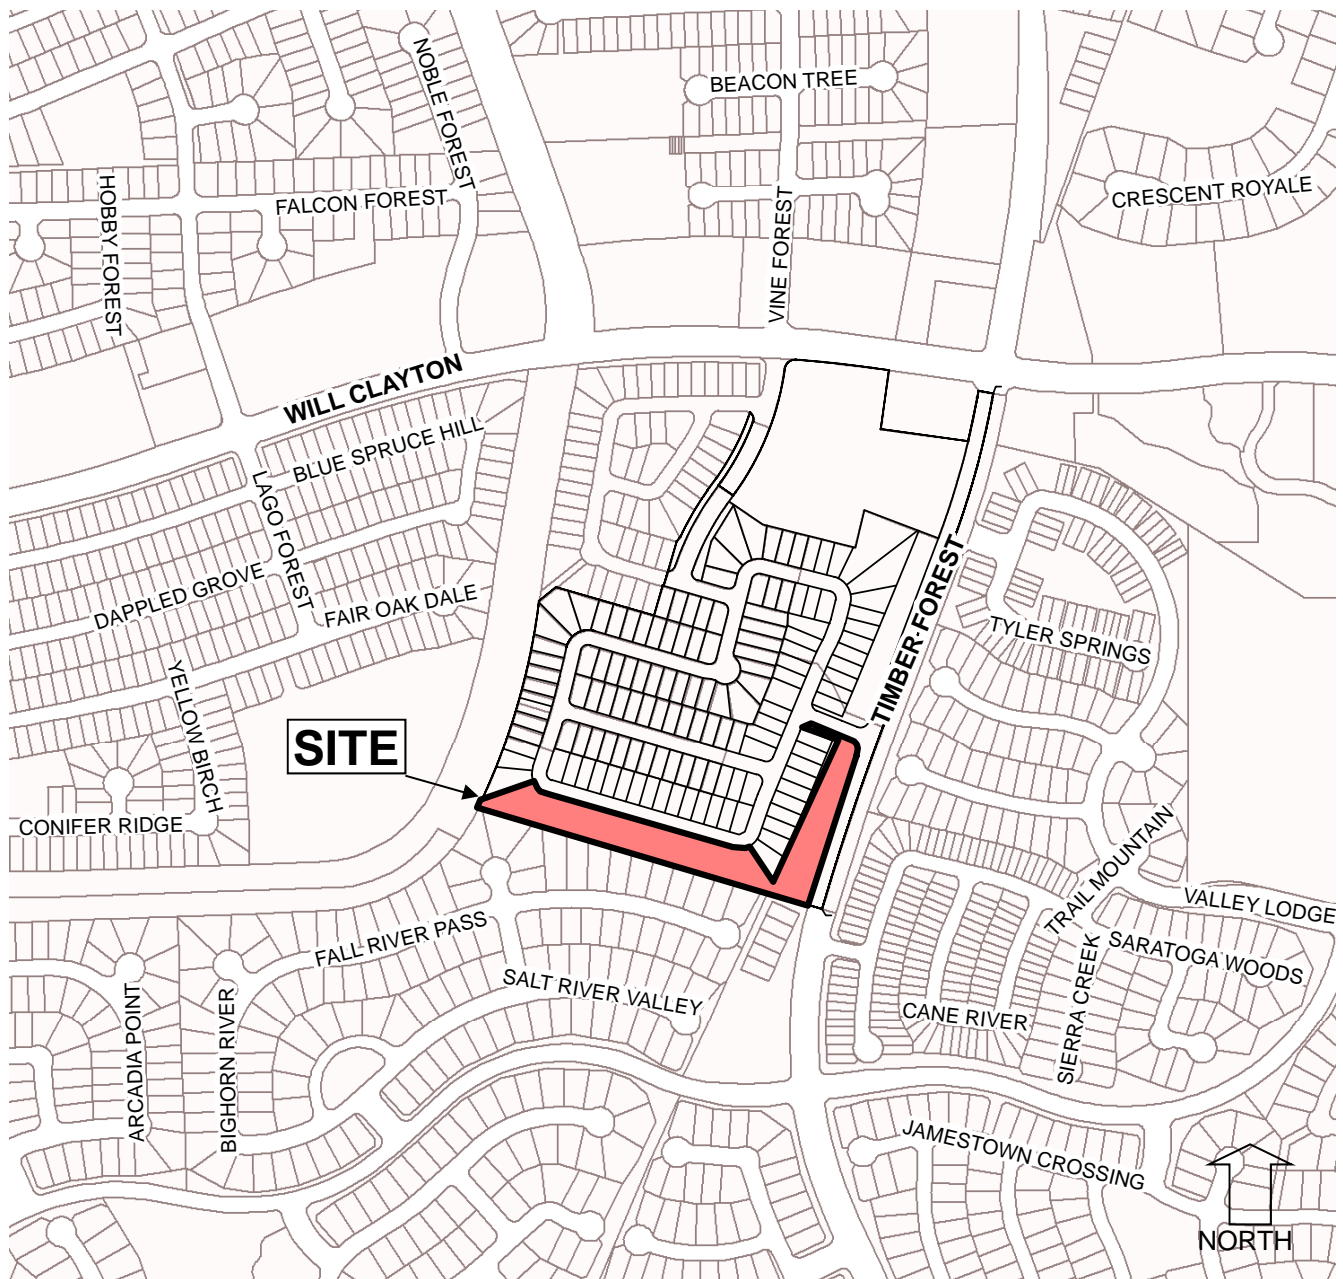 NOBLE FOREST
BEACON TREE
CRESCENT ROYALE
HOBBY FOREST
FALCON FOREST
VINE FOREST
WILL CLAYTON
BLUE SPRUCE HILL
LAGO FOREST
DAPPLED GROVE
FAIR OAK DALE
TIMBER FOREST
TYLER SPRINGS
YELLOW BIRCH
SITE
CONIFER RIDGE
TRAIL MOUNTAIN
VALLEY LODGE
FALL RIVER PASS
SARATOGA WOODS
SALT RIVER VALLEY
CANE RIVER
SIERRA CREEK
ARCADIA POINT
BIGHORN RIVER
JAMESTOWN CROSSING
NORTH